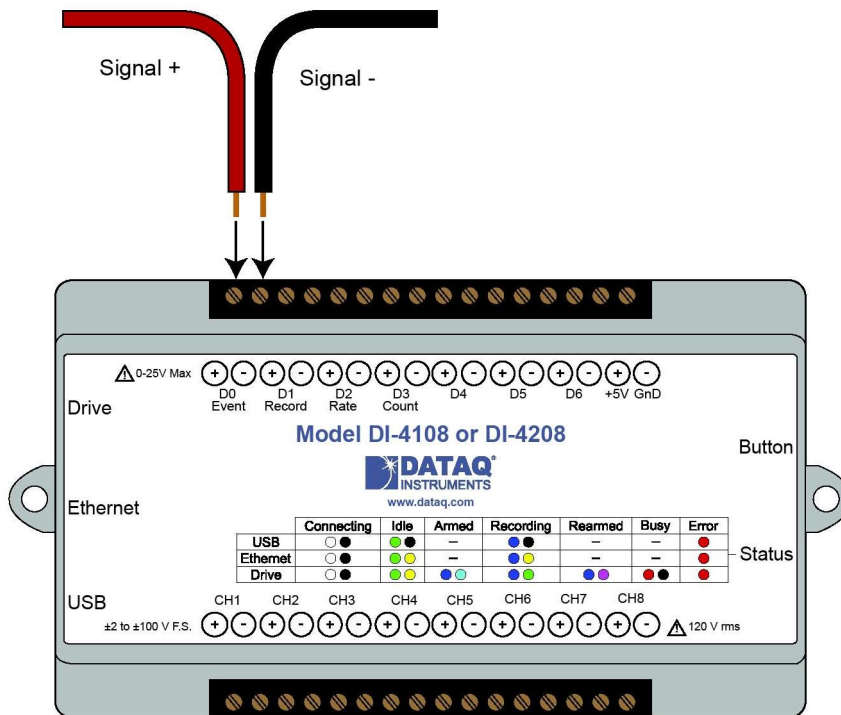 Signal +
Signal -
0-25V Max
+ - + - + - + - + - + - + - + -
D0 D1 D2 D3 D4 D5 D6 +5V GnD
Event Record Rate Count
Drive
Model DI-4108 or DI-4208
Button
DATAQ®
INSTRUMENTS
www.dataq.com
Ethernet
Connecting Idle Armed Recording Rearmed Busy Error
USB – – –
Ethernet – – –
Drive
Status
USB
CH1 CH2 CH3 CH4 CH5 CH6 CH7 CH8
±2 to ±100 V F.S. + - + - + - + - + - + - + - + - 120 V rms